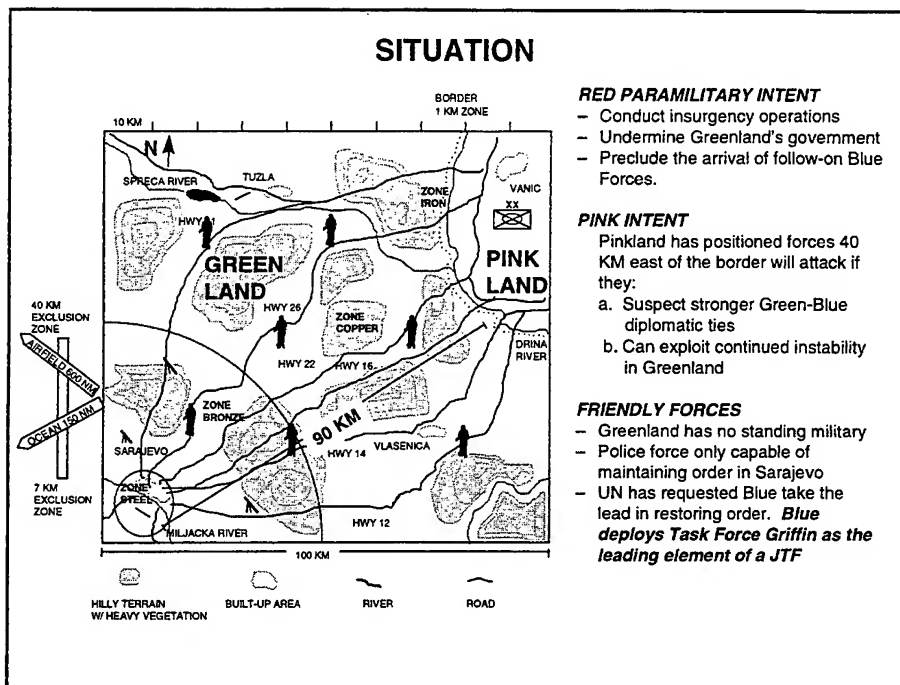 SITUATION
BORDER
1 KM ZONE
10 KM
N
SPRECA RIVER
TUZLA
ZONE
IRON
VANIC
XX
GREEN
LAND
PINK
LAND
HWY 26
ZONE
COPPER
DRINA
RIVER
40 KM
EXCLUSION
ZONE
AIRFIELD 600 NM
OCEAN 150 NM
7 KM
EXCLUSION
ZONE
HWY 22
HWY 16
ZONE
BRONZE
90 KM
SARAJEVO
HWY 14
VLASENICA
ZONE
STEEL
HWY 12
MILJACKA RIVER
100 KM
HILLY TERRAIN
W/ HEAVY VEGETATION
BUILT-UP AREA
RIVER
ROAD
RED PARAMILITARY INTENT
– Conduct insurgency operations
– Undermine Greenland's government
– Preclude the arrival of follow-on Blue
Forces.
PINK INTENT
Pinkland has positioned forces 40
KM east of the border will attack if
they:
a. Suspect stronger Green-Blue
diplomatic ties
b. Can exploit continued instability
in Greenland
FRIENDLY FORCES
– Greenland has no standing military
– Police force only capable of
maintaining order in Sarajevo
– UN has requested Blue take the
lead in restoring order. Blue
deploys Task Force Griffin as the
leading element of a JTF